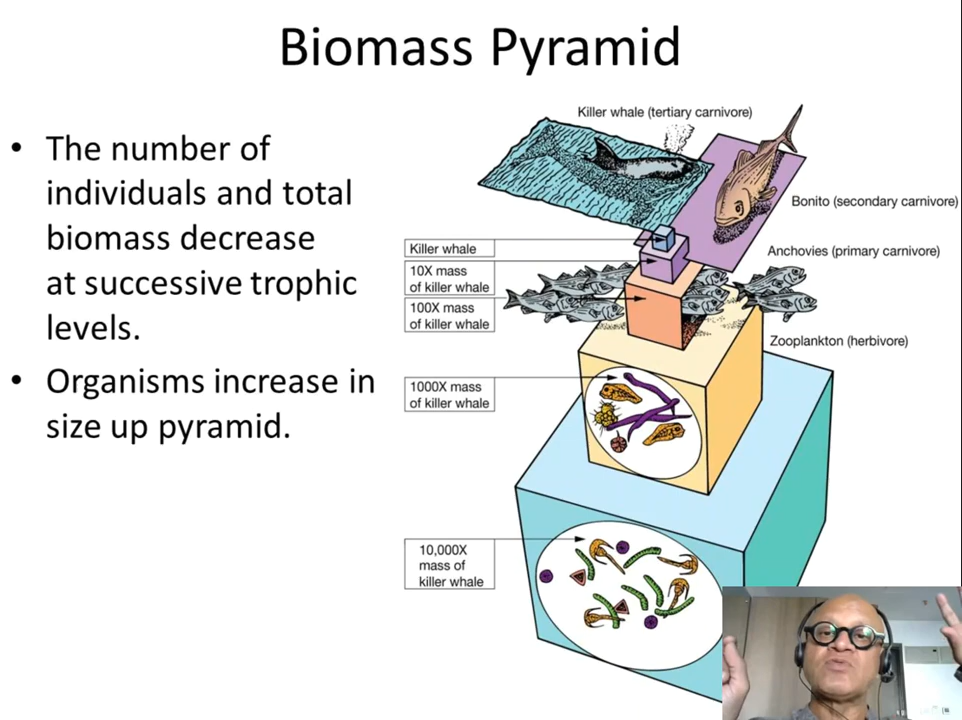 Biomass Pyramid
• The number of
individuals and total
biomass decrease
at successive trophic
levels.
• Organisms increase in
size up pyramid.
Killer whale (tertiary carnivore)
Bonito (secondary carnivore)
Anchovies (primary carnivore)
Zooplankton (herbivore)
Killer whale
10X mass
of killer whale
100X mass
of killer whale
1000X mass
of killer whale
10,000X
mass of
killer whale